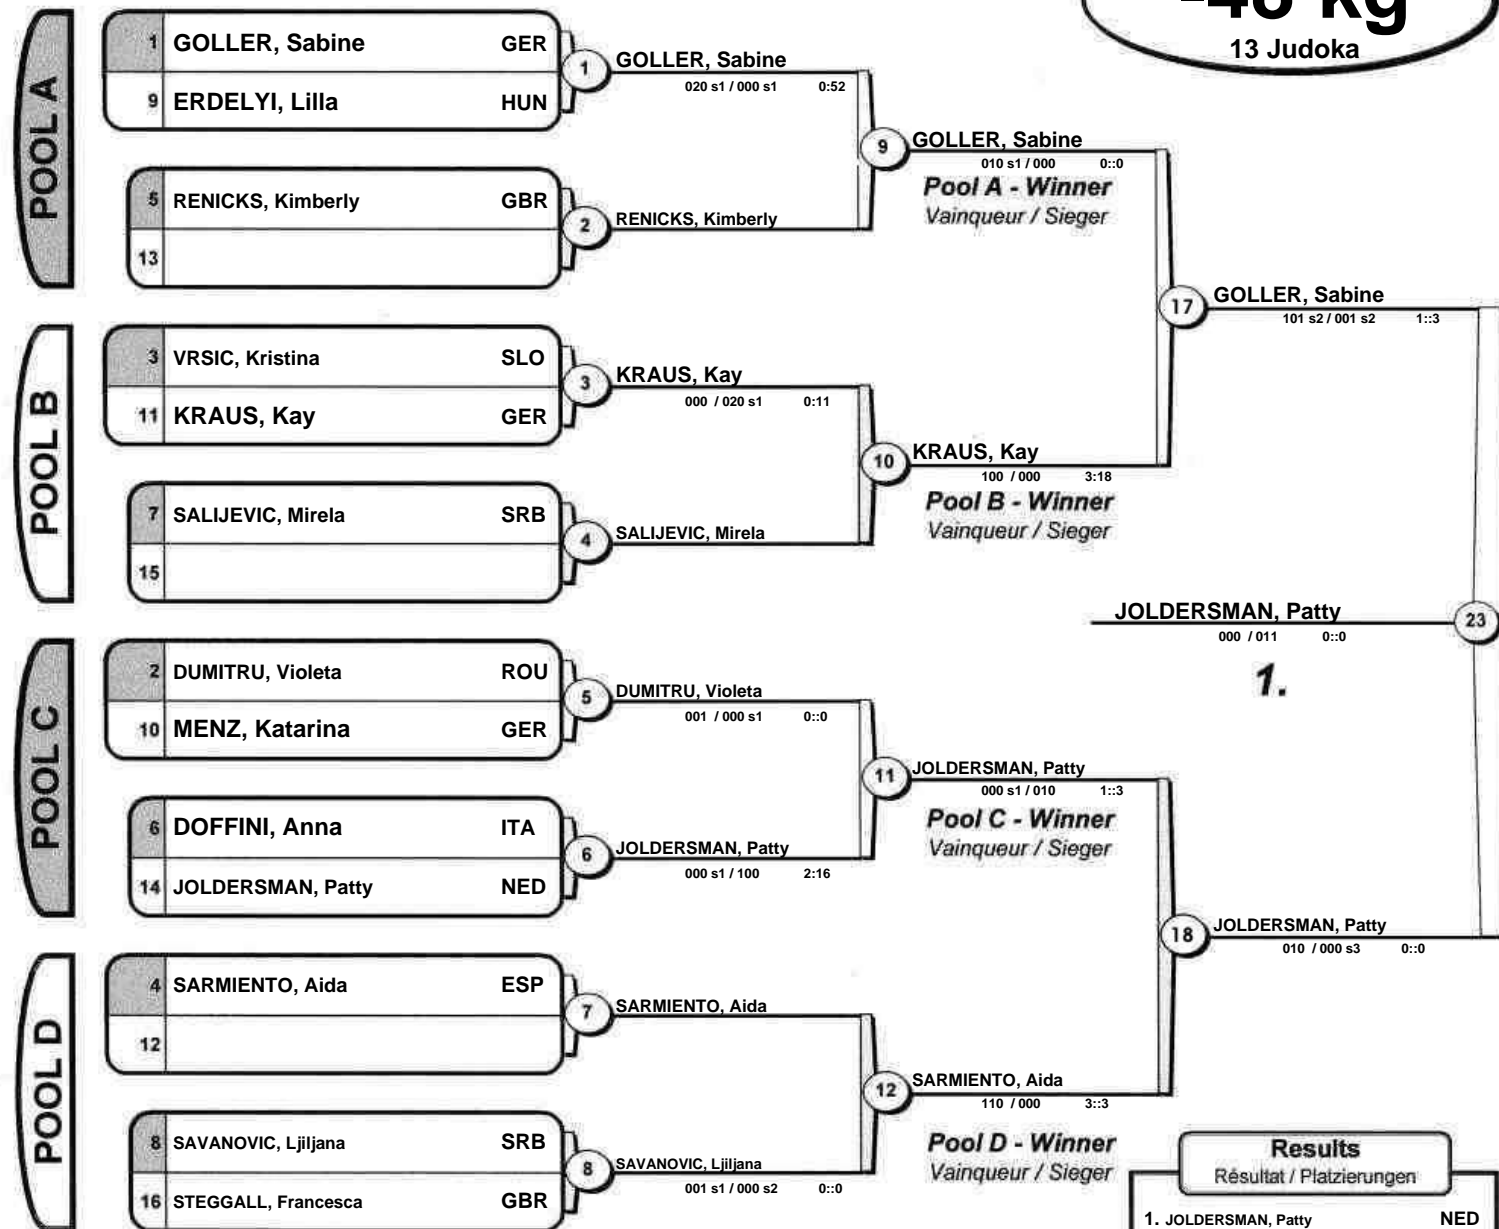 -48 kg
13 Judoka
POOL A
1 GOLLER, Sabine GER
9 ERDELYI, Lilla HUN
1 GOLLER, Sabine
020 s1 / 000 s1 0:52
5 RENICKS, Kimberly GBR
13
2 RENICKS, Kimberly
9 GOLLER, Sabine
010 s1 / 000 0::0
Pool A - Winner
Vainqueur / Sieger
POOL B
3 VRSIC, Kristina SLO
11 KRAUS, Kay GER
3 KRAUS, Kay
000 / 020 s1 0:11
7 SALIJEVIC, Mirela SRB
15
4 SALIJEVIC, Mirela
10 KRAUS, Kay
100 / 000 3:18
Pool B - Winner
Vainqueur / Sieger
17 GOLLER, Sabine
101 s2 / 001 s2 1::3
JOLDERSMAN, Patty 23
000 / 011 0::0
1.
POOL C
2 DUMITRU, Violeta ROU
10 MENZ, Katarina GER
5 DUMITRU, Violeta
001 / 000 s1 0::0
6 DOFFINI, Anna ITA
14 JOLDERSMAN, Patty NED
6 JOLDERSMAN, Patty
000 s1 / 100 2:16
11 JOLDERSMAN, Patty
000 s1 / 010 1::3
Pool C - Winner
Vainqueur / Sieger
POOL D
4 SARMIENTO, Aida ESP
12
7 SARMIENTO, Aida
8 SAVANOVIC, Ljiljana SRB
16 STEGGALL, Francesca GBR
8 SAVANOVIC, Ljiljana
001 s1 / 000 s2 0::0
12 SARMIENTO, Aida
110 / 000 3::3
Pool D - Winner
Vainqueur / Sieger
18 JOLDERSMAN, Patty
010 / 000 s3 0::0
Results
Résultat / Platzierungen
1. JOLDERSMAN, Patty NED